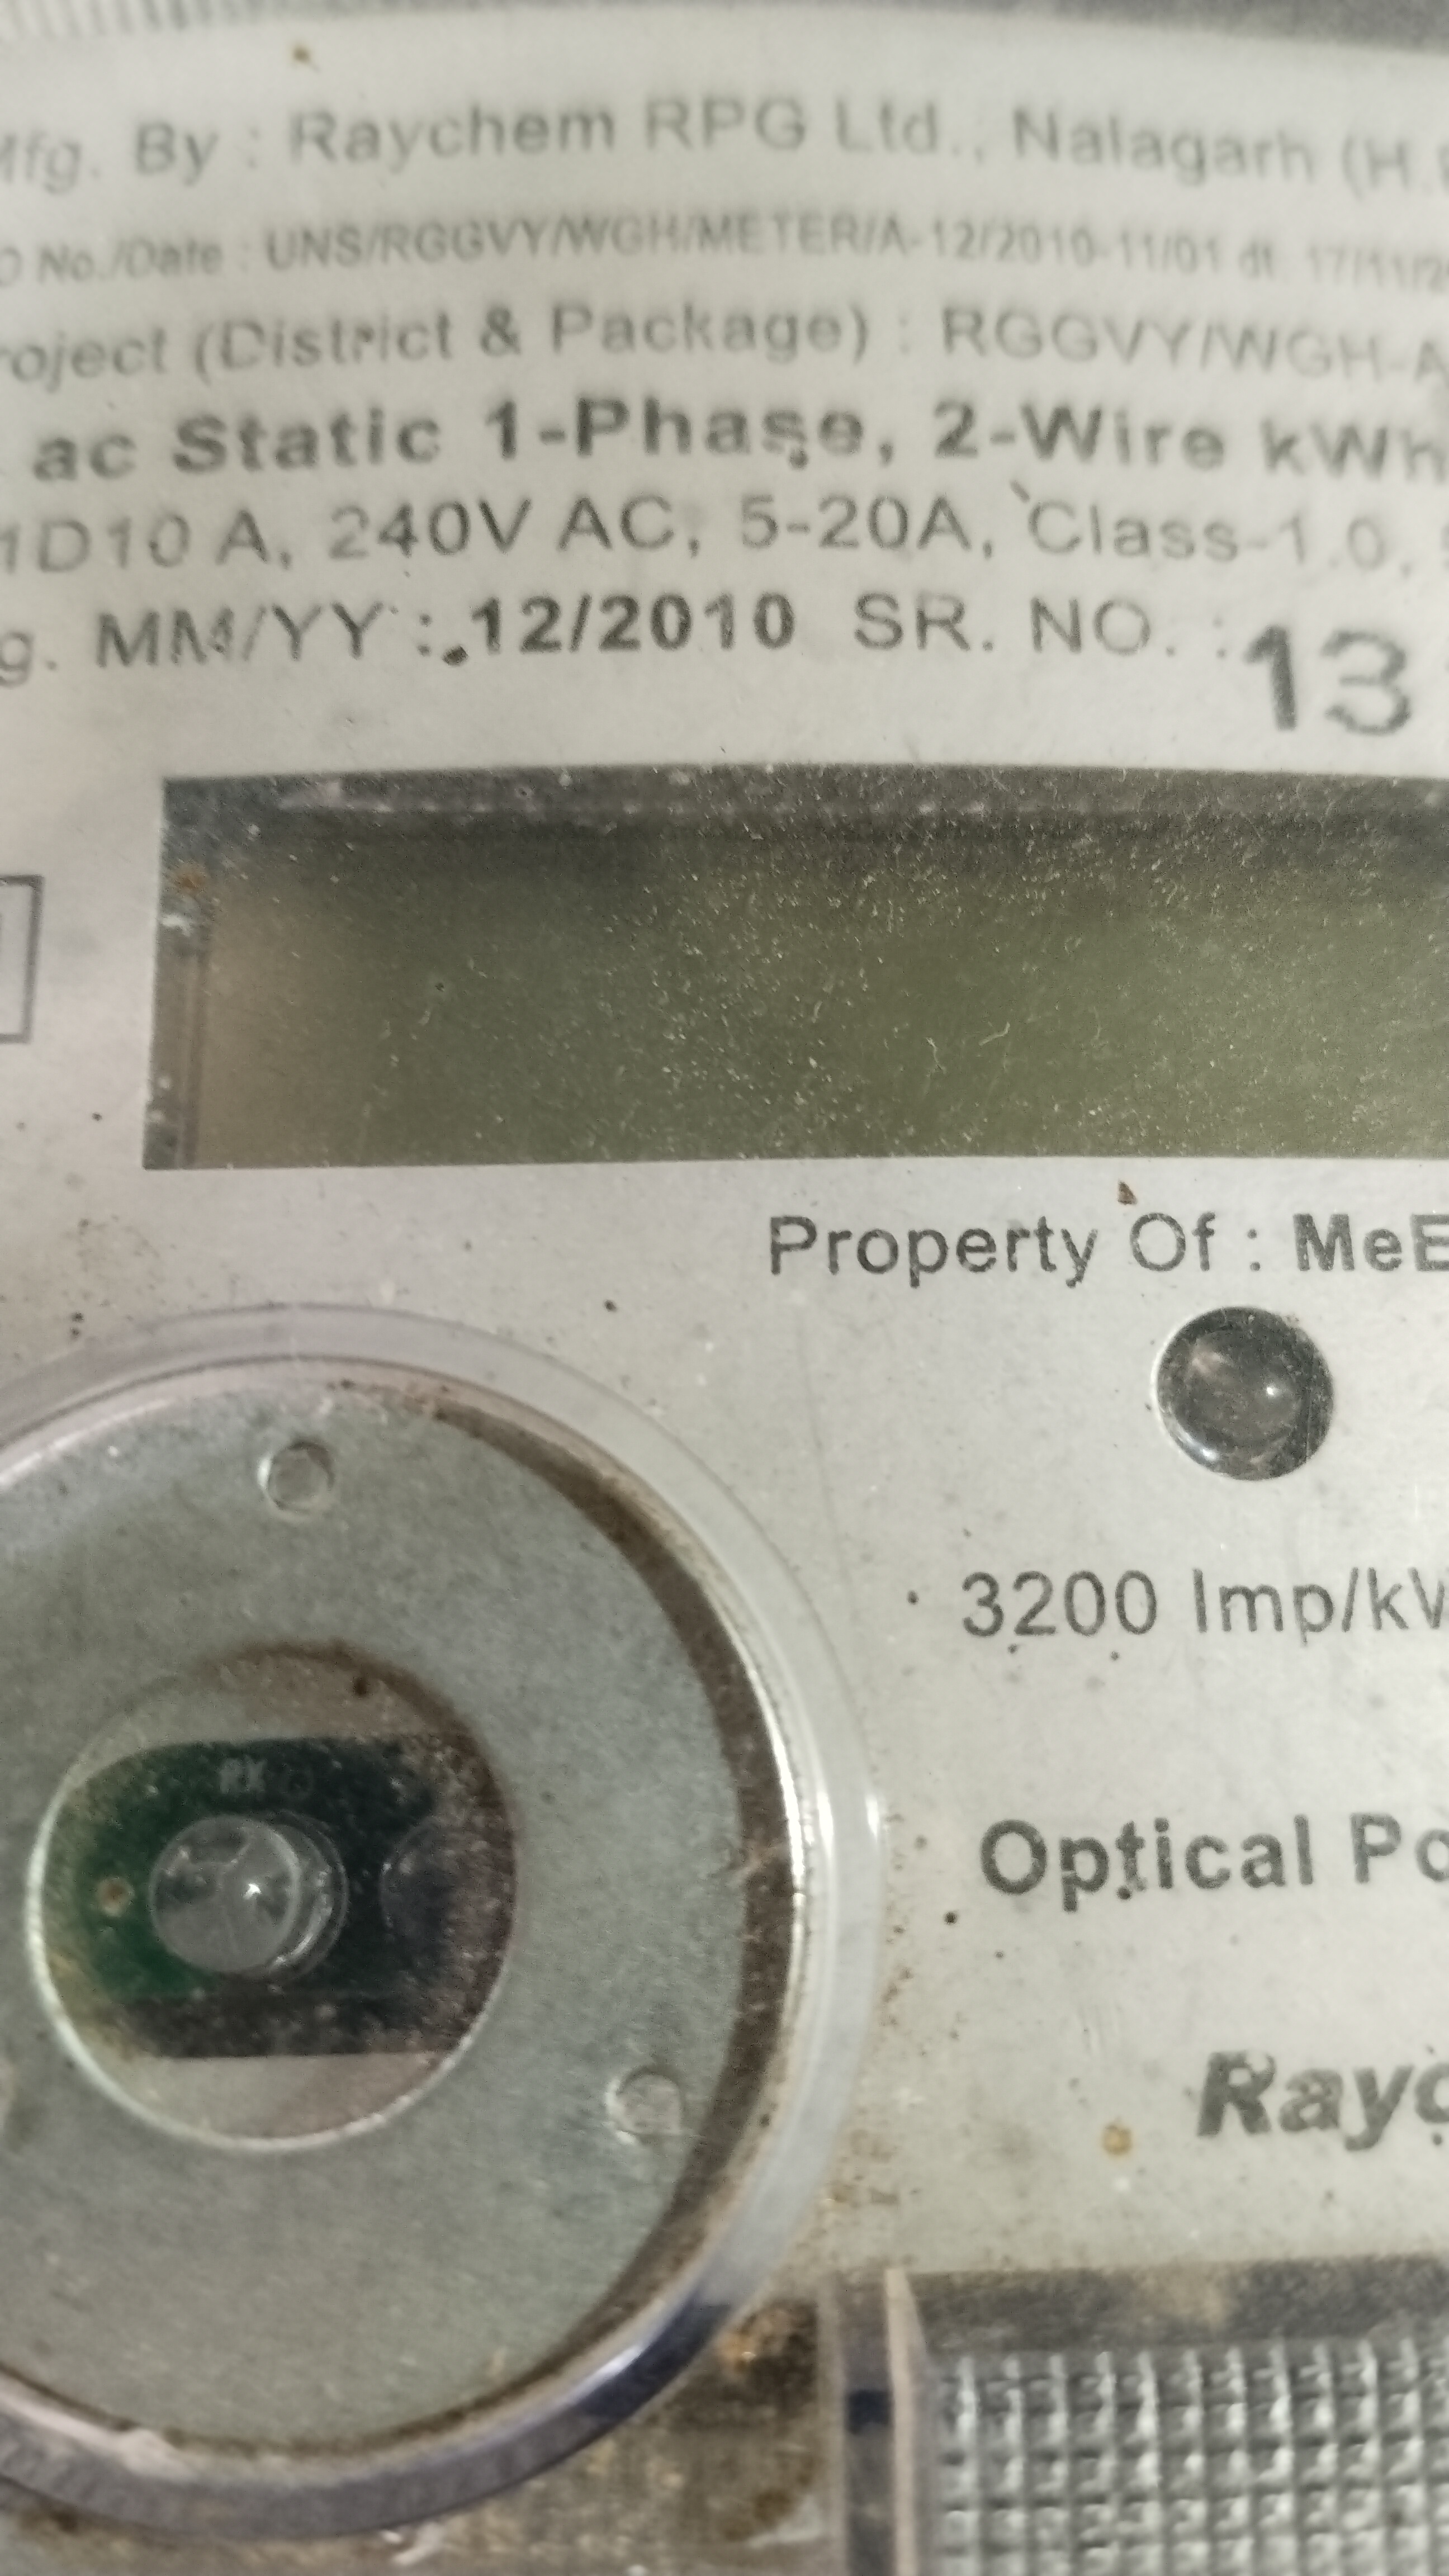 Mfg. By : Raychem RPG Ltd., Nalagarh (H.
No./Date : UNS/RGGVY/WGH/METER/A-12/2010-11/01 dt. 17/11/2
roject (District & Package) : RGGVY/WGH-A
ac Static 1-Phase, 2-Wire kWh
1D10 A, 240V AC, 5-20A, Class-1.0,
g. MM/YY : 12/2010 SR. NO. : 13
Property Of : MeE
3200 Imp/kW
RX
Optical Po
Rayc